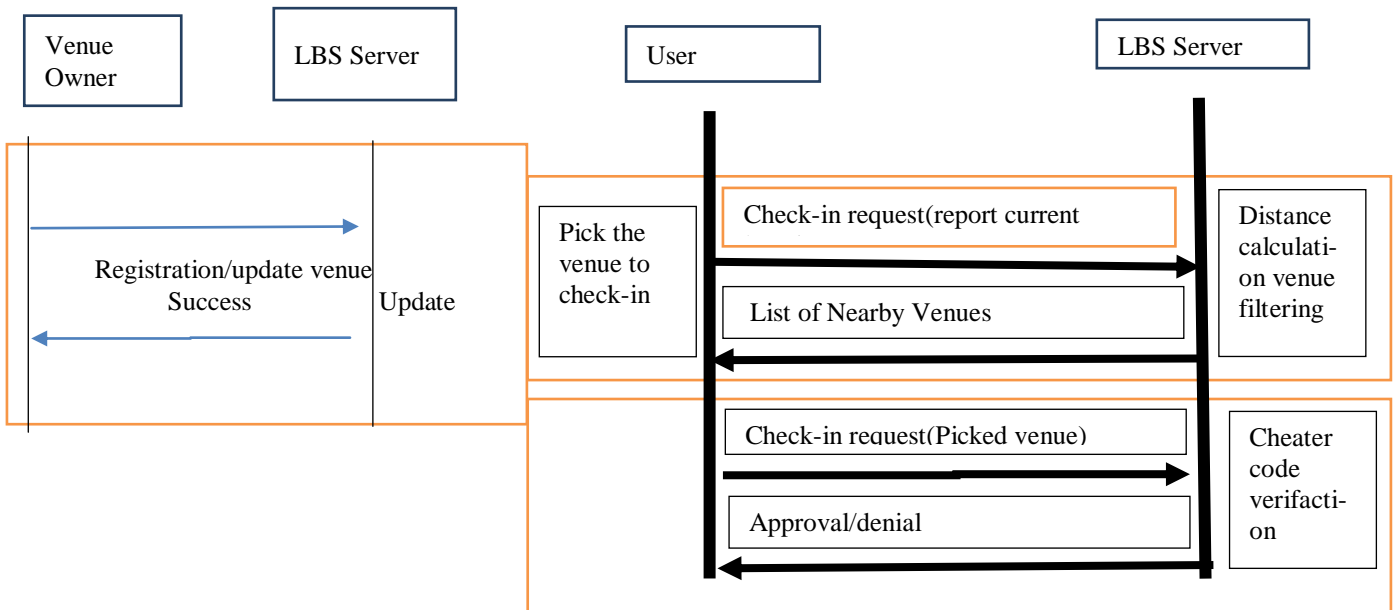 Venue
Owner
LBS Server
User
LBS Server
Registration/update venue
Success
Update
Pick the
venue to
check-in
Check-in request(report current
List of Nearby Venues
Distance
calculati-
on venue
filtering
Check-in request(Picked venue)
Approval/denial
Cheater
code
verifacti-
on